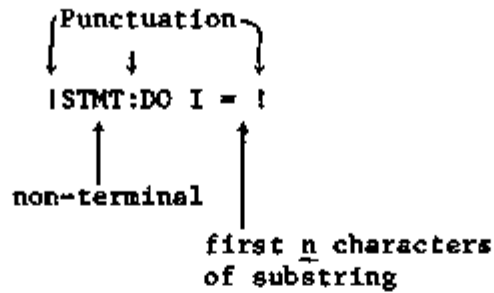 Punctuation
|STMT:DO I = !
non-terminal
first n characters
of substring